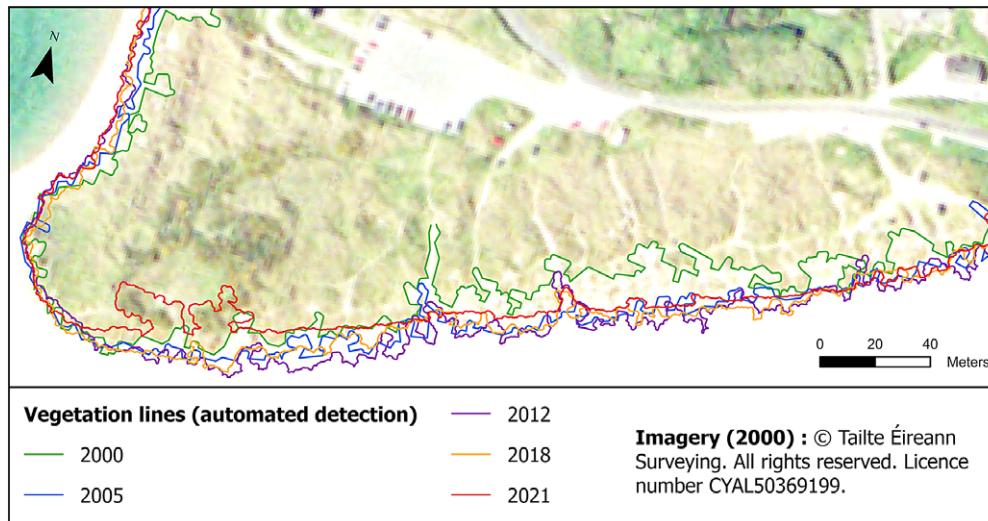 N
0 20 40
Meters
Vegetation lines (automated detection)
2000
2005
2012
2018
2021
Imagery (2000) : © Tailte Éireann
Surveying. All rights reserved. Licence
number CYAL50369199.